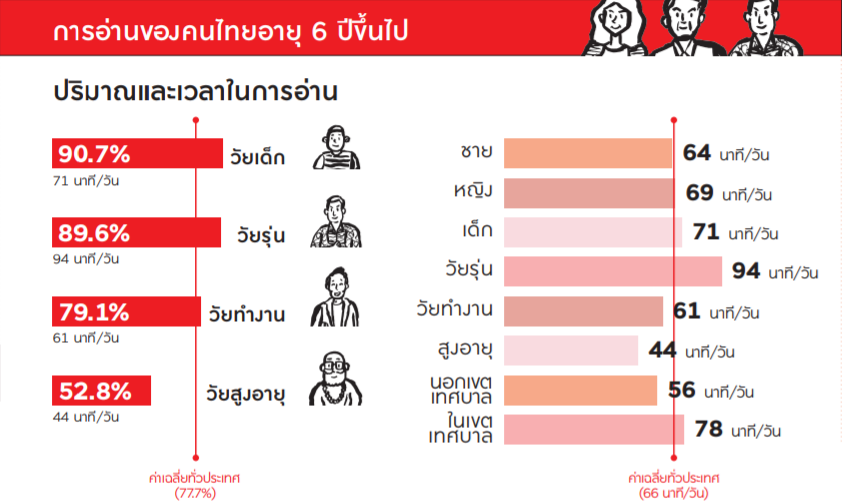 การอ่านของคนไทยอายุ 6 ปีขึ้นไป
ปริมาณและเวลาในการอ่าน
90.7% วัยเด็ก
71 นาที/วัน
89.6% วัยรุ่น
94 นาที/วัน
79.1% วัยทำงาน
61 นาที/วัน
52.8% วัยสูงอายุ
44 นาที/วัน
ค่าเฉลี่ยทั่วประเทศ
(77.7%)
ชาย 64 นาที/วัน
หญิง 69 นาที/วัน
เด็ก 71 นาที/วัน
วัยรุ่น 94 นาที/วัน
วัยทำงาน 61 นาที/วัน
สูงอายุ 44 นาที/วัน
นอกเขต
เทศบาล 56 นาที/วัน
ในเขต
เทศบาล 78 นาที/วัน
ค่าเฉลี่ยทั่วประเทศ
(66 นาที/วัน)